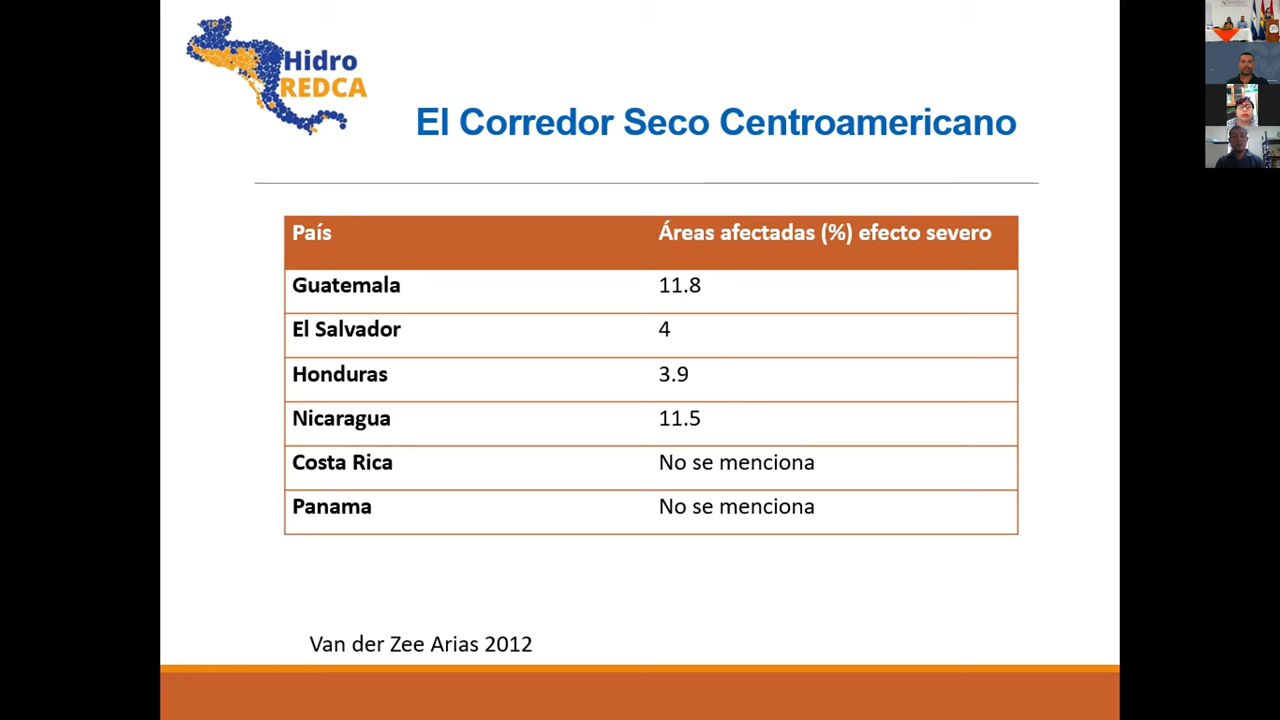 Hidro
REDCA
El Corredor Seco Centroamericano
País Áreas afectadas (%) efecto severo
Guatemala 11.8
El Salvador 4
Honduras 3.9
Nicaragua 11.5
Costa Rica No se menciona
Panama No se menciona
Van der Zee Arias 2012